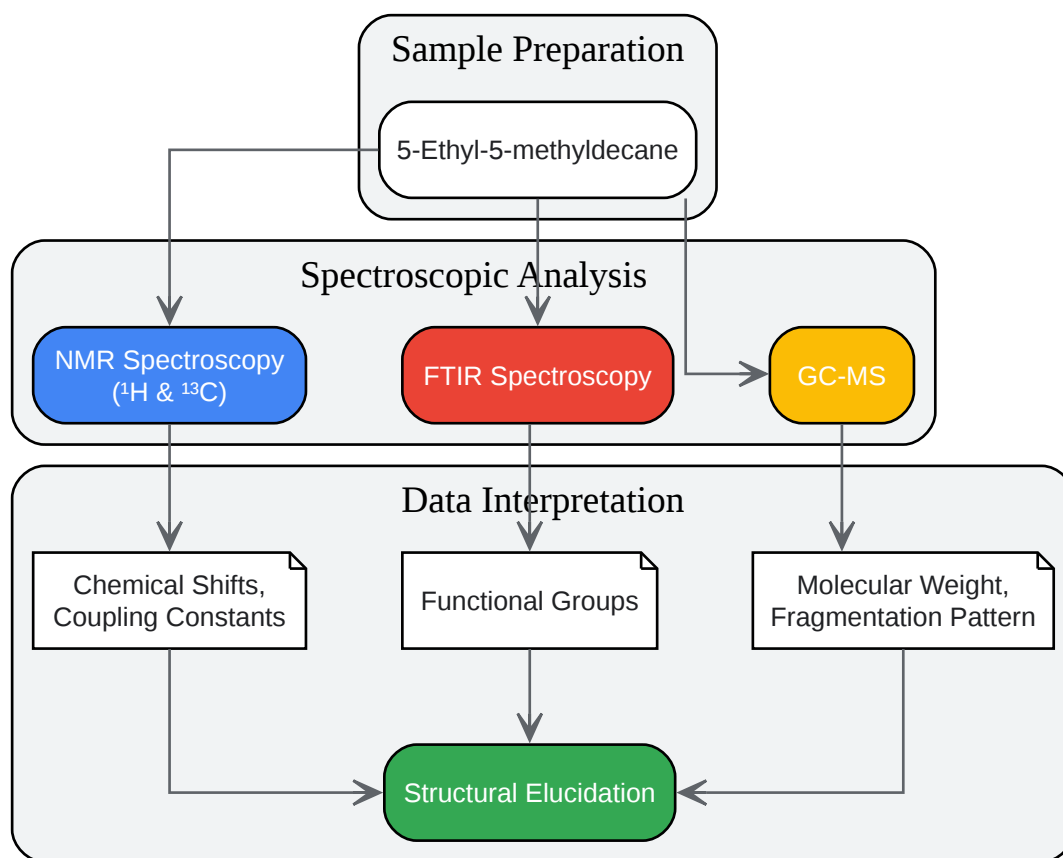 Sample Preparation
5-Ethyl-5-methyldecane
Spectroscopic Analysis
NMR Spectroscopy
(¹H & ¹³C)
FTIR Spectroscopy
GC-MS
Data Interpretation
Chemical Shifts,
Coupling Constants
Functional Groups
Molecular Weight,
Fragmentation Pattern
Structural Elucidation